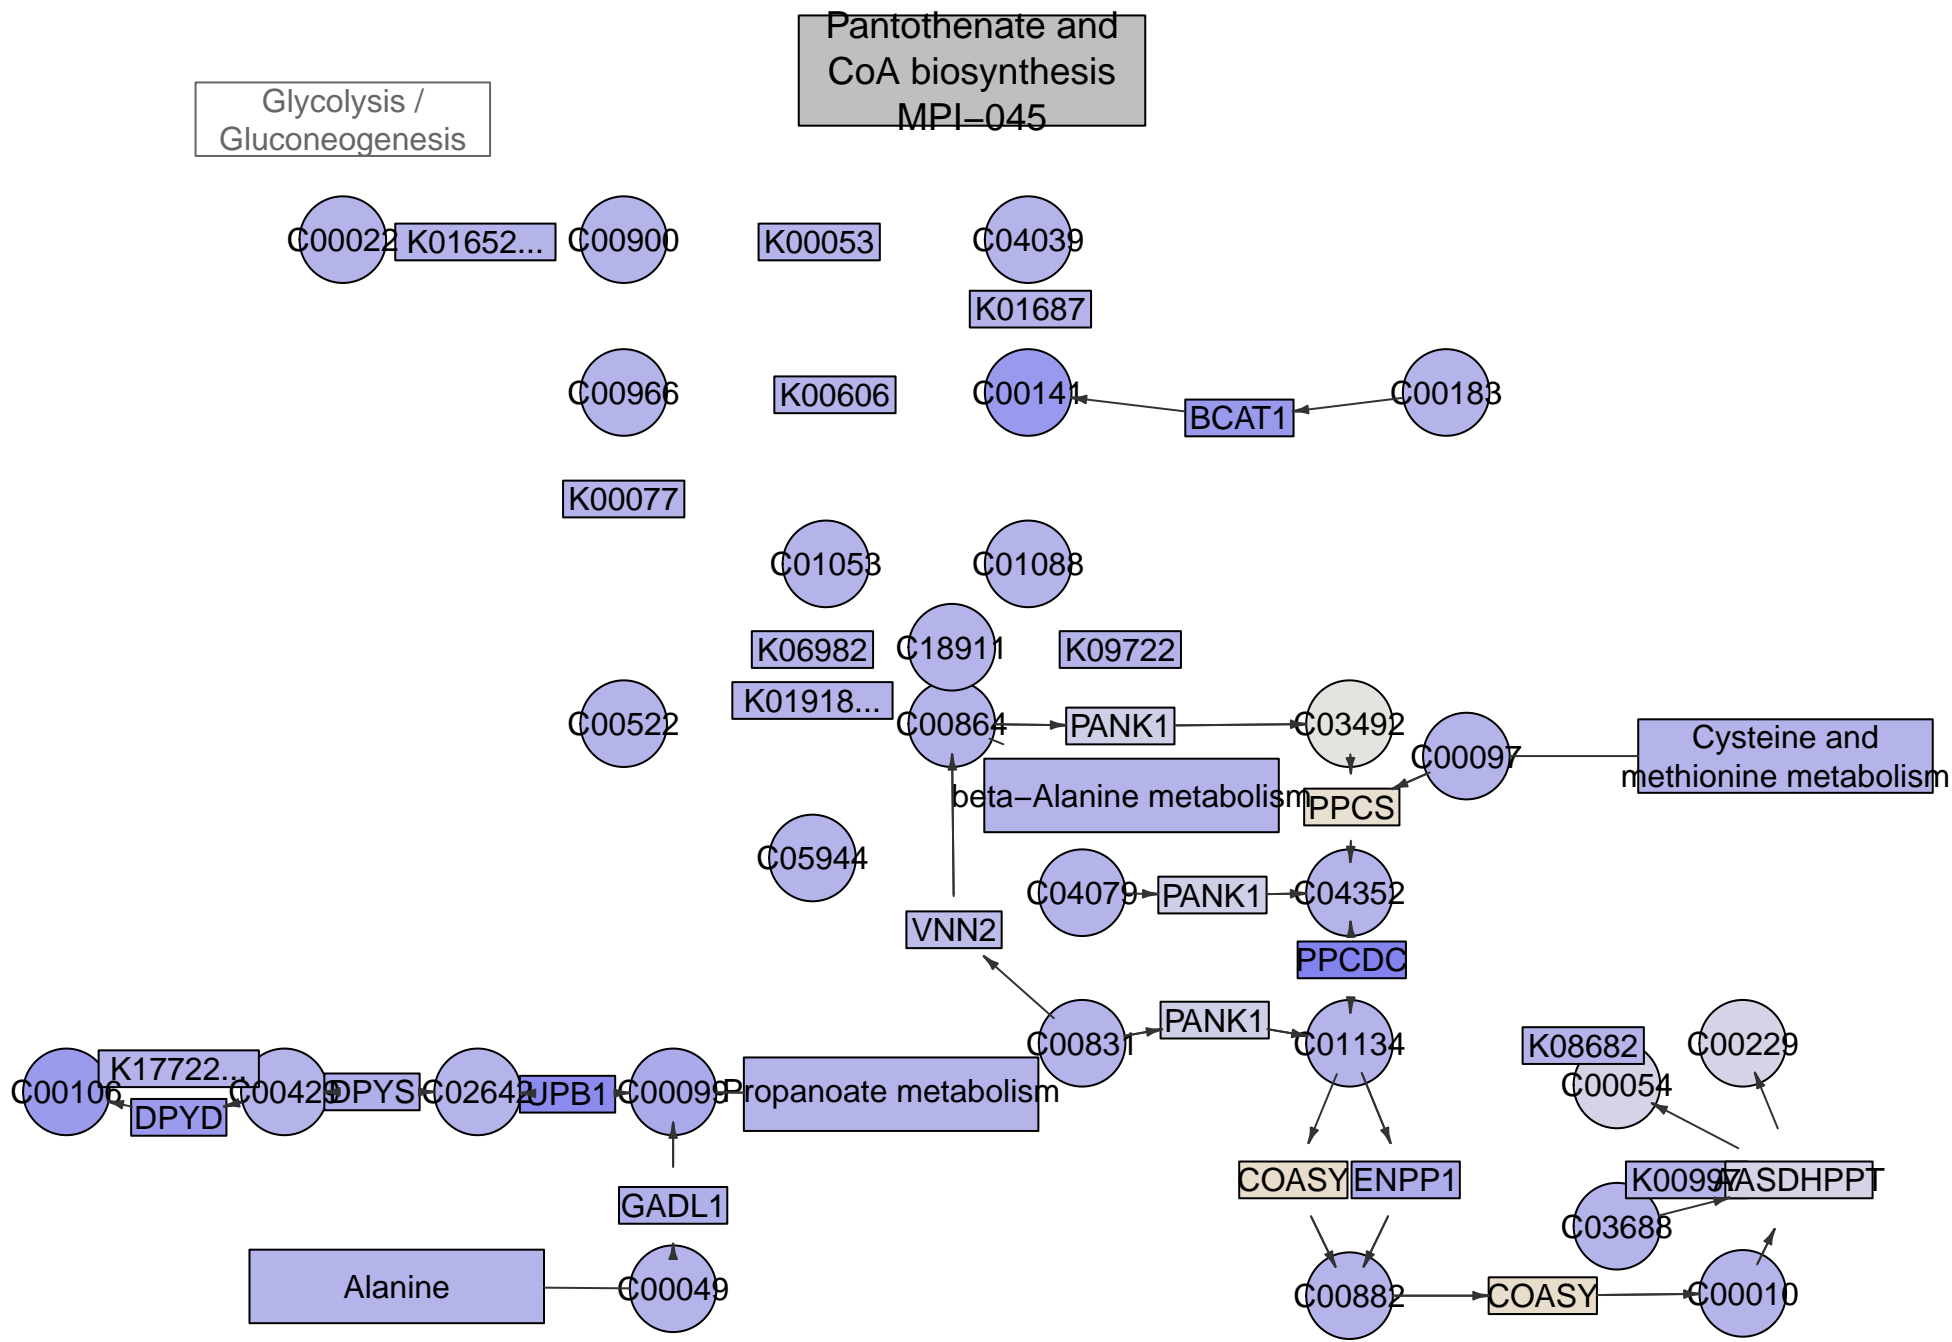 Pantothenate and
CoA biosynthesis
MPI−045
Glycolysis /
Gluconeogenesis
C00022
K01652...
C00900
K00053
C04039
K01687
C00966
K00606
C00141
BCAT1
C00183
K00077
C01053
C01088
K06982
C18911
K09722
K01918...
C00522
C00864
PANK1
C03492
C00097
Cysteine and
methionine metabolism
beta−Alanine metabolism
PPCS
C05944
C04079
PANK1
C04352
VNN2
PPCDC
C00831
PANK1
C01134
K08682
C00229
C00054
C00106
K17722...
DPYD
C00429
DPYS
C02642
UPB1
C00099
Propanoate metabolism
COASY
ENPP1
K00997
AASDHPPT
GADL1
C03688
Alanine
C00049
C00882
COASY
C00010